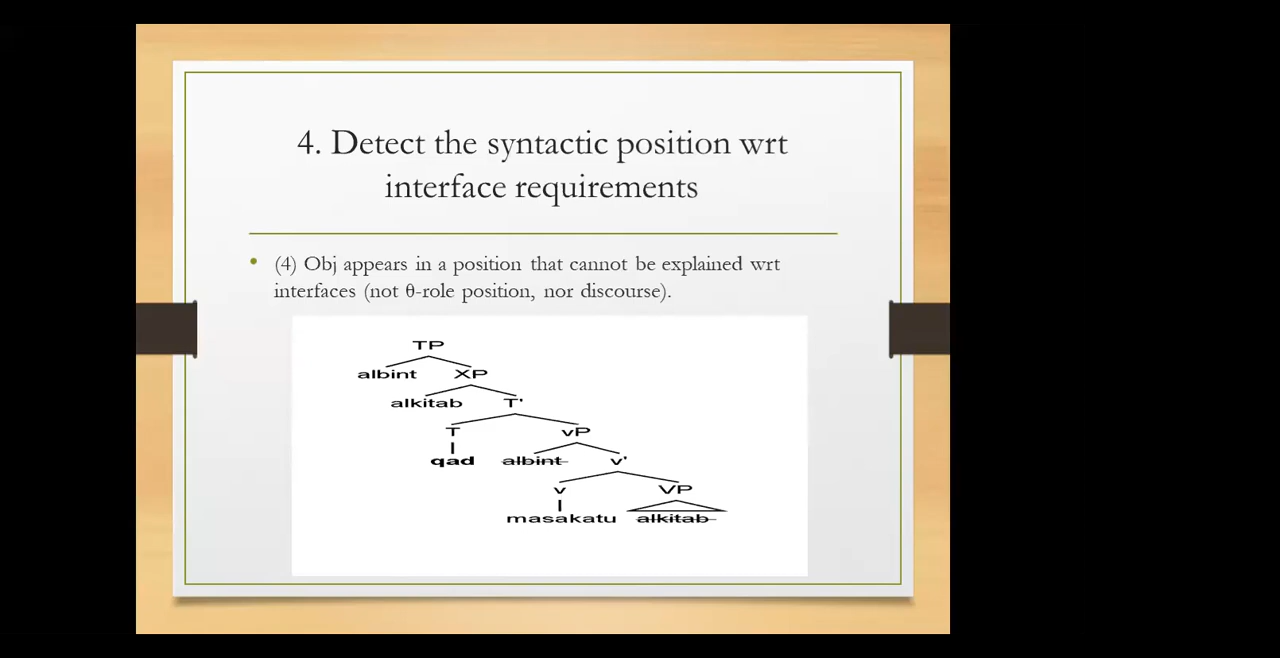 4. Detect the syntactic position wrt
interface requirements
• (4) Obj appears in a position that cannot be explained wrt
interfaces (not θ-role position, nor discourse).
TP
albint XP
alkitab T'
T vP
qad albint v'
v VP
masakatu alkitab